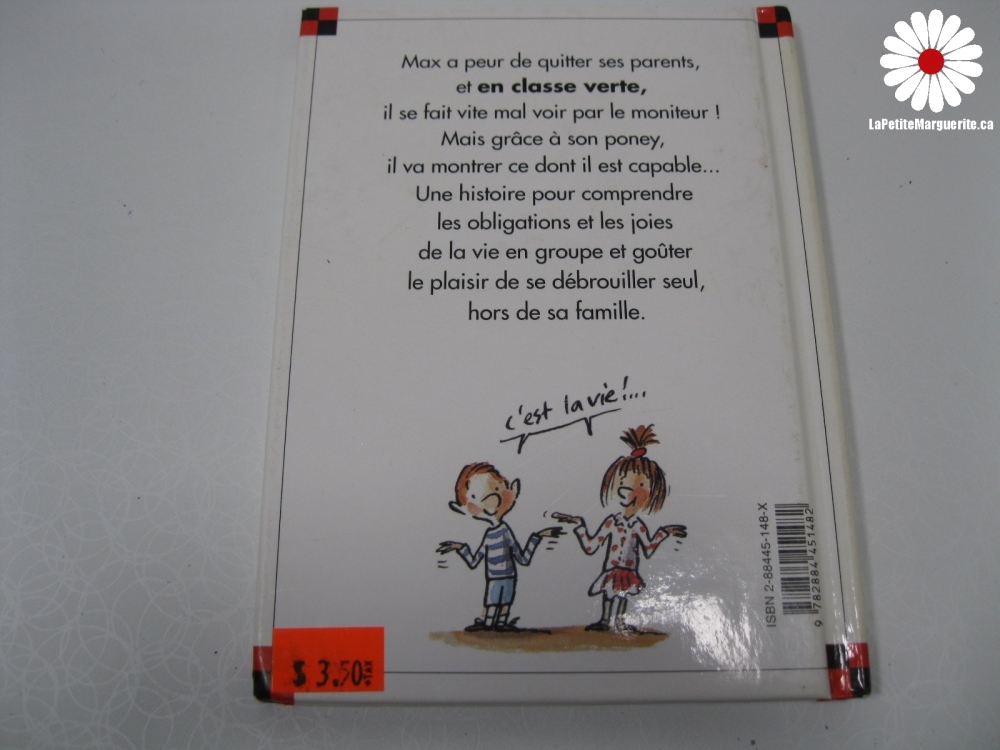 Max a peur de quitter ses parents,
et en classe verte,
il se fait vite mal voir par le moniteur !
Mais grâce à son poney,
il va montrer ce dont il est capable...
Une histoire pour comprendre
les obligations et les joies
de la vie en groupe et goûter
le plaisir de se débrouiller seul,
hors de sa famille.
c'est la vie !...
ISBN 2-88445-148-X
9 782884 451482
$ 3.50 +TAX
LaPetiteMarguerite.ca